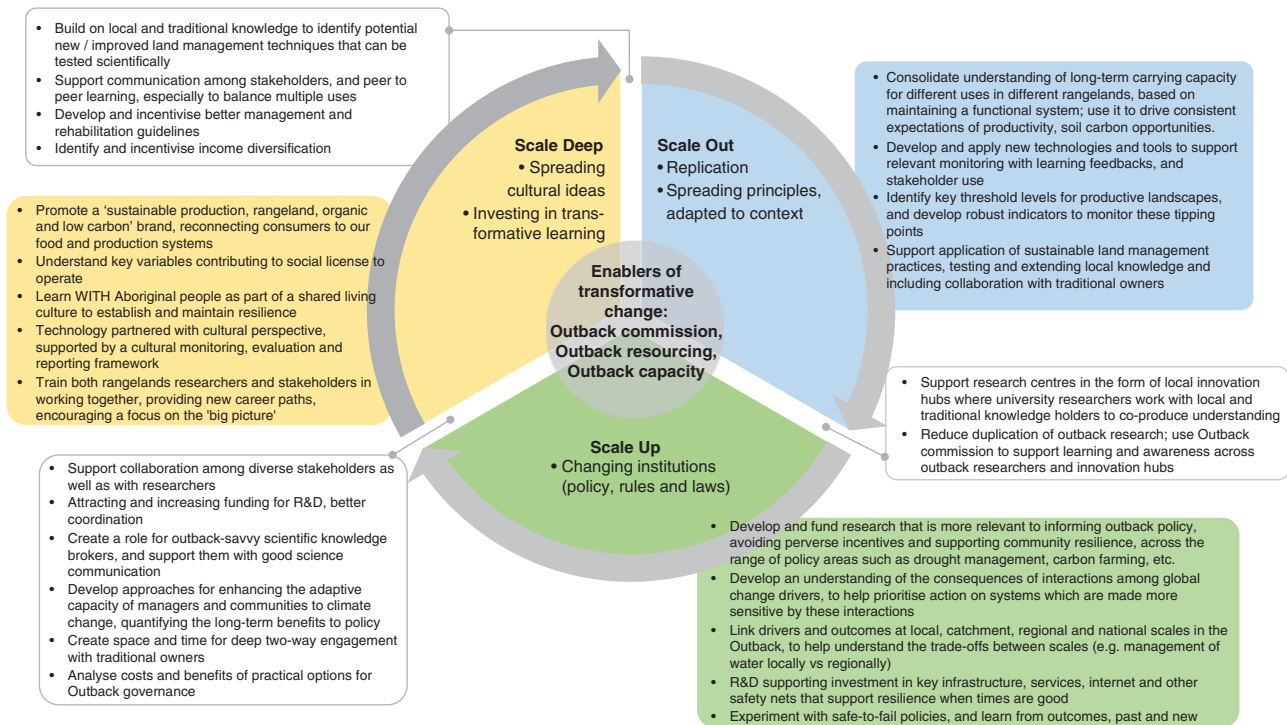 • Build on local and traditional knowledge to identify potential
new / improved land management techniques that can be
tested scientifically
• Support communication among stakeholders, and peer to
peer learning, especially to balance multiple uses
• Develop and incentivise better management and
rehabilitation guidelines
• Identify and incentivise income diversification
• Promote a ‘sustainable production, rangeland, organic
and low carbon’ brand, reconnecting consumers to our
food and production systems
• Understand key variables contributing to social license to
operate
• Learn WITH Aboriginal people as part of a shared living
culture to establish and maintain resilience
• Technology partnered with cultural perspective,
supported by a cultural monitoring, evaluation and
reporting framework
• Train both rangelands researchers and stakeholders in
working together, providing new career paths,
encouraging a focus on the 'big picture'
• Support collaboration among diverse stakeholders as
well as with researchers
• Attracting and increasing funding for R&D, better
coordination
• Create a role for outback-savvy scientific knowledge
brokers, and support them with good science
communication
• Develop approaches for enhancing the adaptive
capacity of managers and communities to climate
change, quantifying the long-term benefits to policy
• Create space and time for deep two-way engagement
with traditional owners
• Analyse costs and benefits of practical options for
Outback governance
Scale Deep
• Spreading
cultural ideas
• Investing in trans-
formative learning
Scale Out
• Replication
• Spreading principles,
adapted to context
Enablers of
transformative
change:
Outback commission,
Outback resourcing,
Outback capacity
Scale Up
• Changing institutions
(policy, rules and laws)
• Consolidate understanding of long-term carrying capacity
for different uses in different rangelands, based on
maintaining a functional system; use it to drive consistent
expectations of productivity, soil carbon opportunities.
• Develop and apply new technologies and tools to support
relevant monitoring with learning feedbacks, and
stakeholder use
• Identify key threshold levels for productive landscapes,
and develop robust indicators to monitor these tipping
points
• Support application of sustainable land management
practices, testing and extending local knowledge and
including collaboration with traditional owners
• Support research centres in the form of local innovation
hubs where university researchers work with local and
traditional knowledge holders to co-produce understanding
• Reduce duplication of outback research; use Outback
commission to support learning and awareness across
outback researchers and innovation hubs
• Develop and fund research that is more relevant to informing outback policy,
avoiding perverse incentives and supporting community resilience, across the
range of policy areas such as drought management, carbon farming, etc.
• Develop an understanding of the consequences of interactions among global
change drivers, to help prioritise action on systems which are made more
sensitive by these interactions
• Link drivers and outcomes at local, catchment, regional and national scales in the
Outback, to help understand the trade-offs between scales (e.g. management of
water locally vs regionally)
• R&D supporting investment in key infrastructure, services, internet and other
safety nets that support resilience when times are good
• Experiment with safe-to-fail policies, and learn from outcomes, past and new